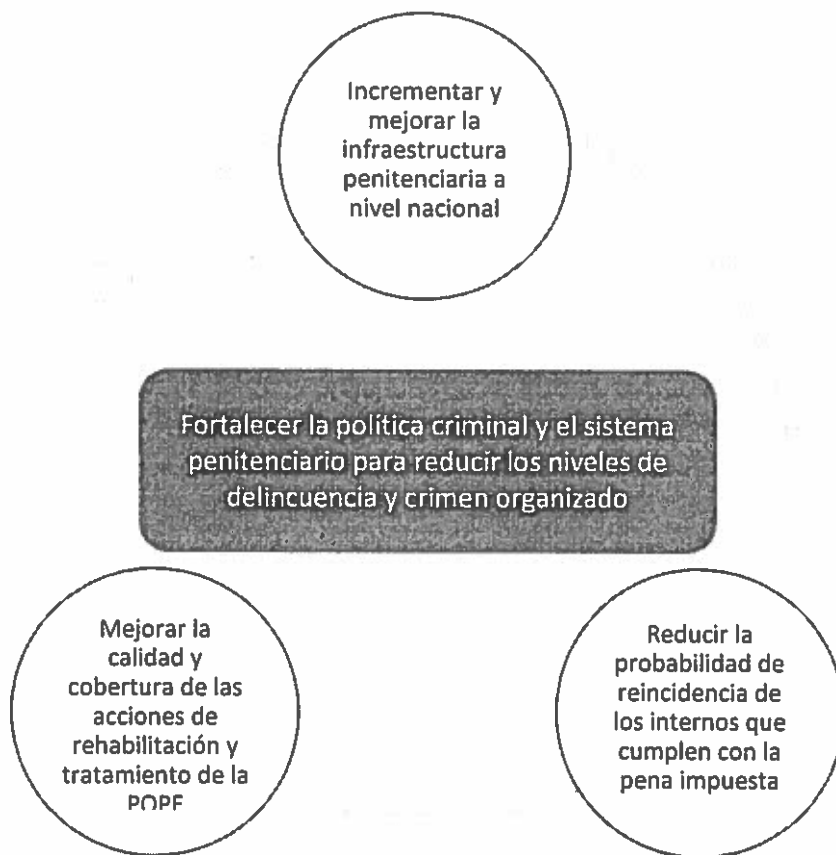 Incrementar y
mejorar la
infraestructura
penitenciaria a
nivel nacional
Fortalecer la política criminal y el sistema
penitenciario para reducir los niveles de
delincuencia y crimen organizado
Mejorar la
calidad y
cobertura de las
acciones de
rehabilitación y
tratamiento de la
POPE
Reducir la
probabilidad de
reincidencia de
los internos que
cumplen con la
pena impuesta